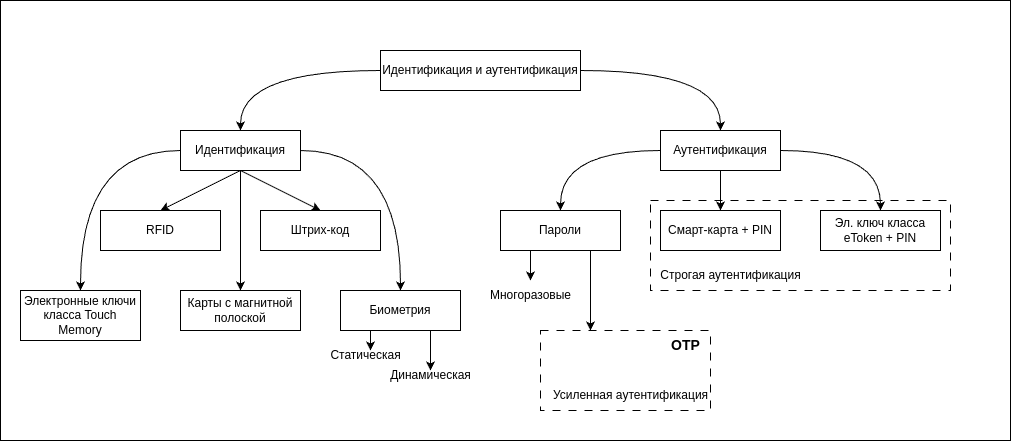 Идентификация и аутентификация
Идентификация
Аутентификация
RFID
Штрих-код
Пароли
Смарт-карта + PIN
Эл. ключ класса
eToken + PIN
Строгая аутентификация
Электронные ключи
класса Touch
Memory
Карты с магнитной
полоской
Биометрия
Многоразовые
Статическая
Динамическая
OTP
Усиленная аутентификация